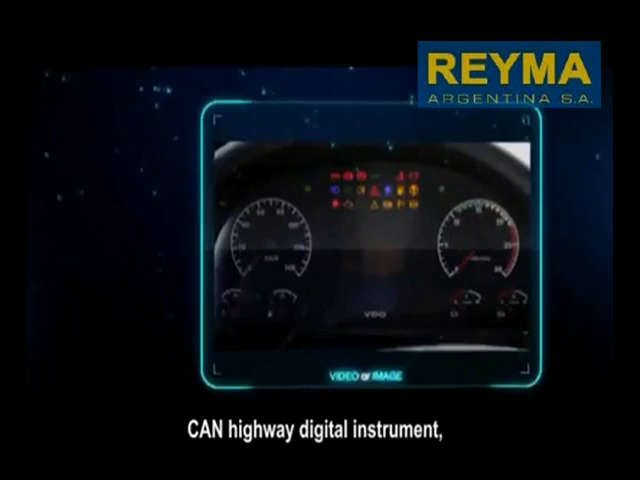 REYMA
ARGENTINA S.A.
VDO
VIDEO or IMAGE
CAN highway digital instrument,